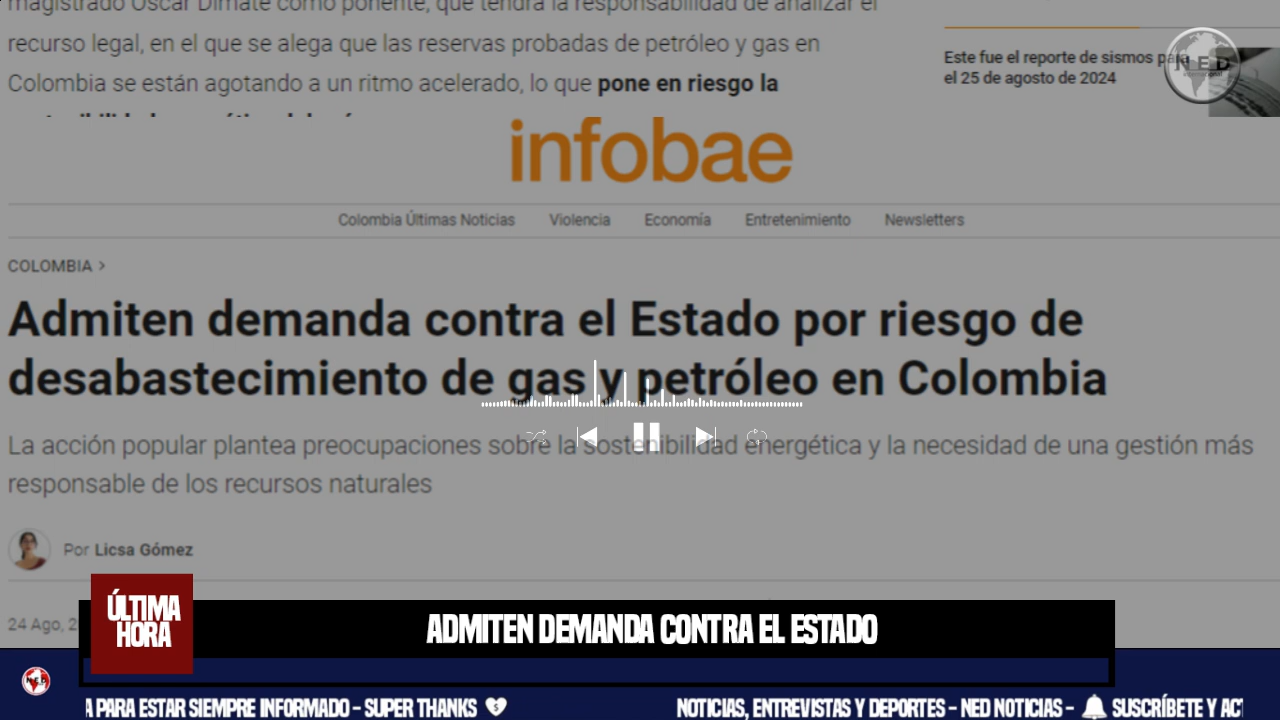 magistrado Óscar Dimaté como ponente, que tendrá la responsabilidad de analizar el
recurso legal, en el que se alega que las reservas probadas de petróleo y gas en
Colombia se están agotando a un ritmo acelerado, lo que pone en riesgo la
Este fue el reporte de sismos para
el 25 de agosto de 2024
NED
infobae
Colombia Últimas Noticias Violencia Economía Entretenimiento Newsletters
COLOMBIA >
Admiten demanda contra el Estado por riesgo de
desabastecimiento de gas y petróleo en Colombia
La acción popular plantea preocupaciones sobre la sostenibilidad energética y la necesidad de una gestión más
responsable de los recursos naturales
Por Licsa Gómez
24 Ago, 2
ÚLTIMA
HORA
ADMITEN DEMANDA CONTRA EL ESTADO
NED
A PARA ESTAR SIEMPRE INFORMADO - SUPER THANKS
NOTICIAS, ENTREVISTAS Y DEPORTES - NED NOTICIAS - SUSCRÍBETE Y ACT